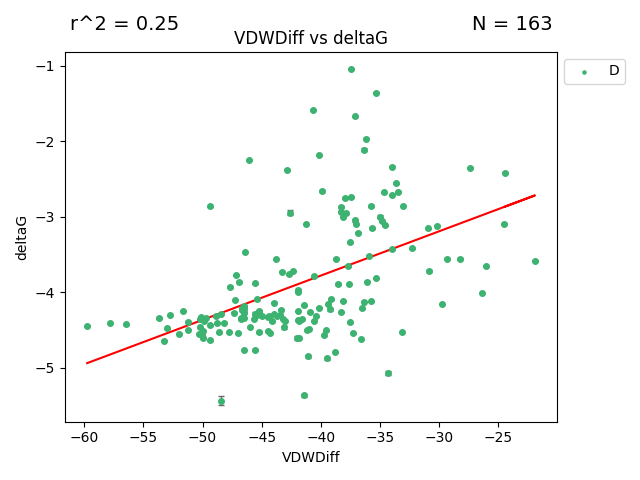 r^2 = 0.25
N = 163
VDWDiff vs deltaG
D
−1
−2
−3
−4
−5
deltaG
−60 −55 −50 −45 −40 −35 −30 −25
VDWDiff